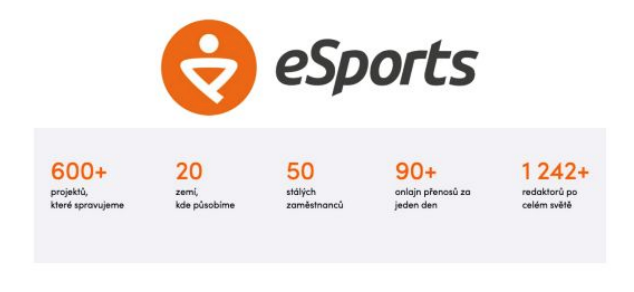 eSports
600+
projektů,
které spravujeme
20
zemí,
kde působíme
50
stálých
zaměstnanců
90+
onlajn přenosů za
jeden den
1 242+
redaktorů po
celém světě